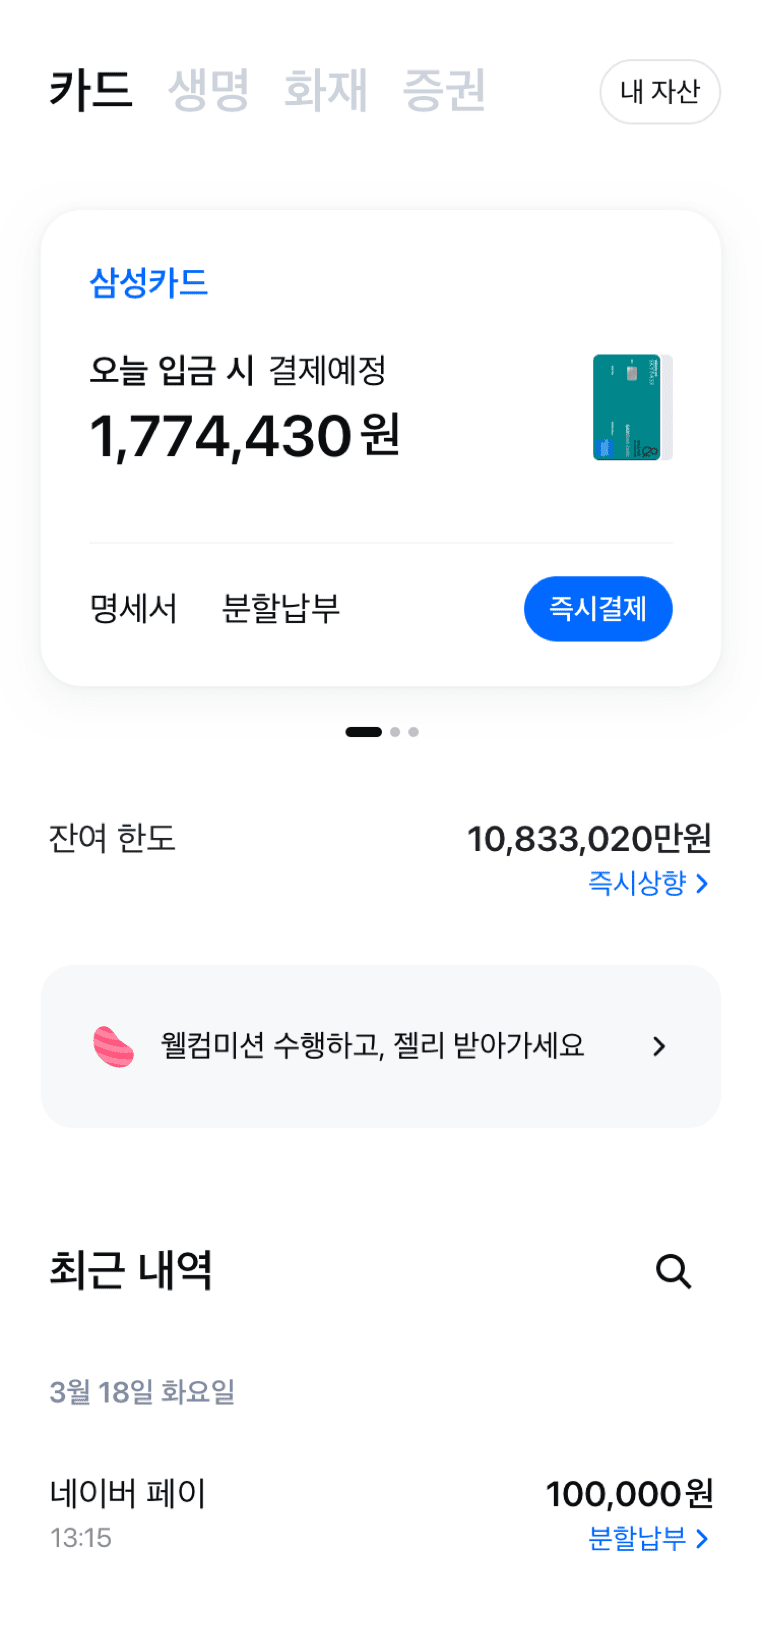 카드 생명 화재 증권 내 자산
삼성카드
오늘 입금 시 결제예정
1,774,430원
명세서 분할납부 즉시결제
잔여 한도 10,833,020만원
즉시상향
웰컴미션 수행하고, 젤리 받아가세요
최근 내역
3월 18일 화요일
네이버 페이 100,000원
13:15 분할납부